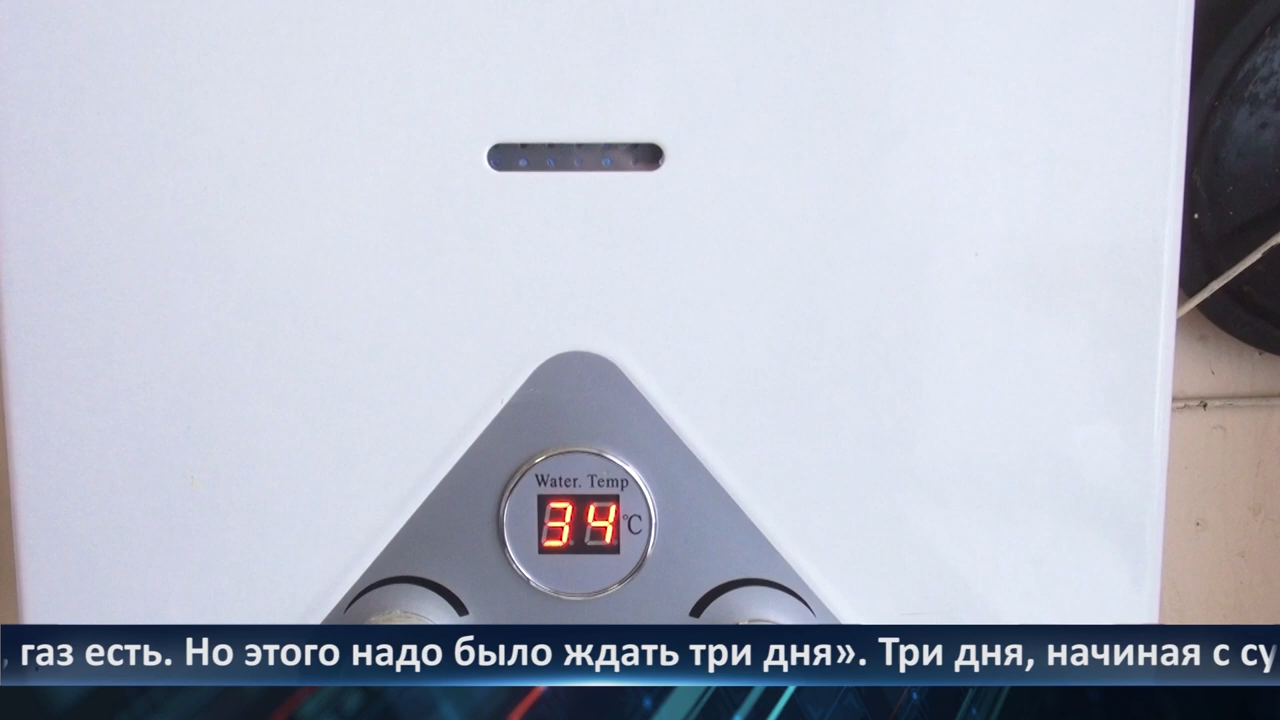 Water. Temp
34 °C
, газ есть. Но этого надо было ждать три дня». Три дня, начиная с су